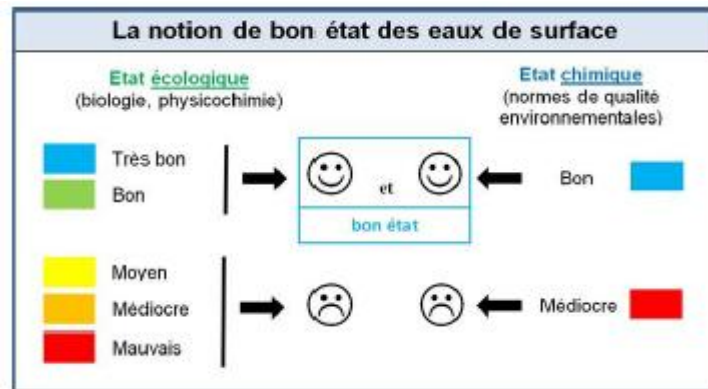 La notion de bon état des eaux de surface
Etat écologique
(biologie, physicochimie)
Etat chimique
(normes de qualité
environnementales)
Très bon
Bon
et
bon état
Bon
Moyen
Médiocre
Mauvais
Médiocre